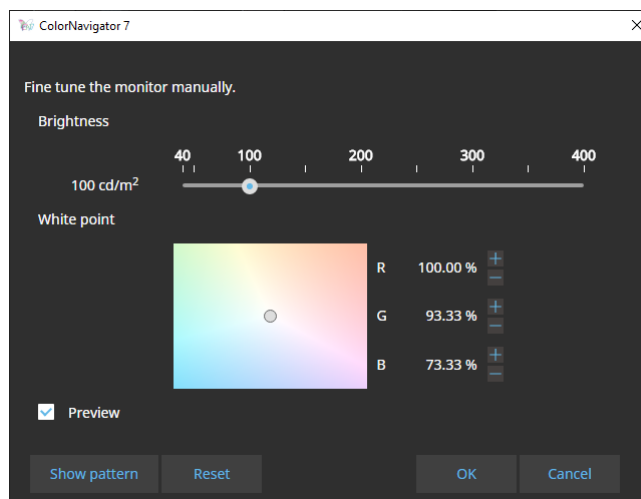 ColorNavigator 7
Fine tune the monitor manually.
Brightness
40 100 200 300 400
100 cd/m²
White point
R 100.00 % + −
G 93.33 % + −
B 73.33 % + −
Preview
Show pattern Reset OK Cancel